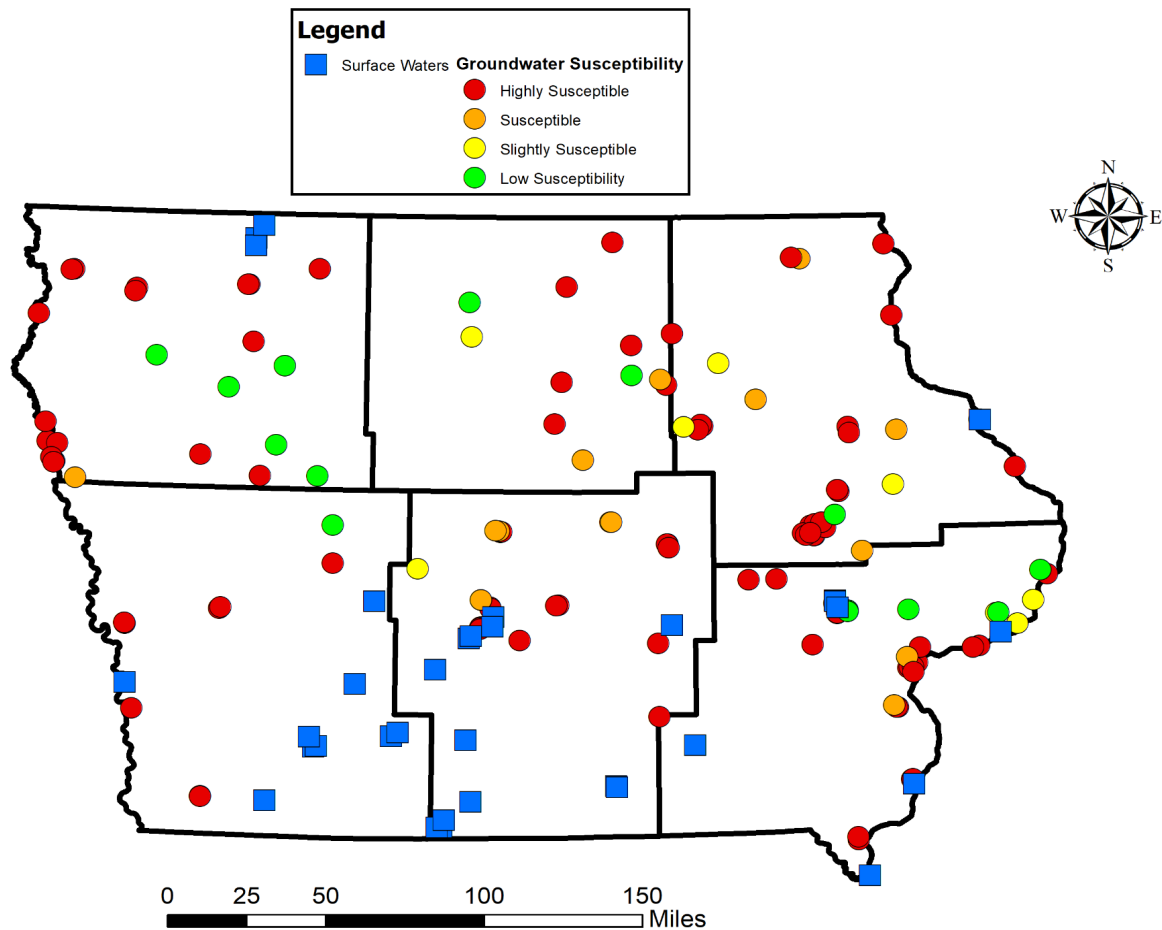 Legend
Surface Waters
Groundwater Susceptibility
Highly Susceptible
Susceptible
Slightly Susceptible
Low Susceptibility
N
W E
S
0 25 50 100 150 Miles